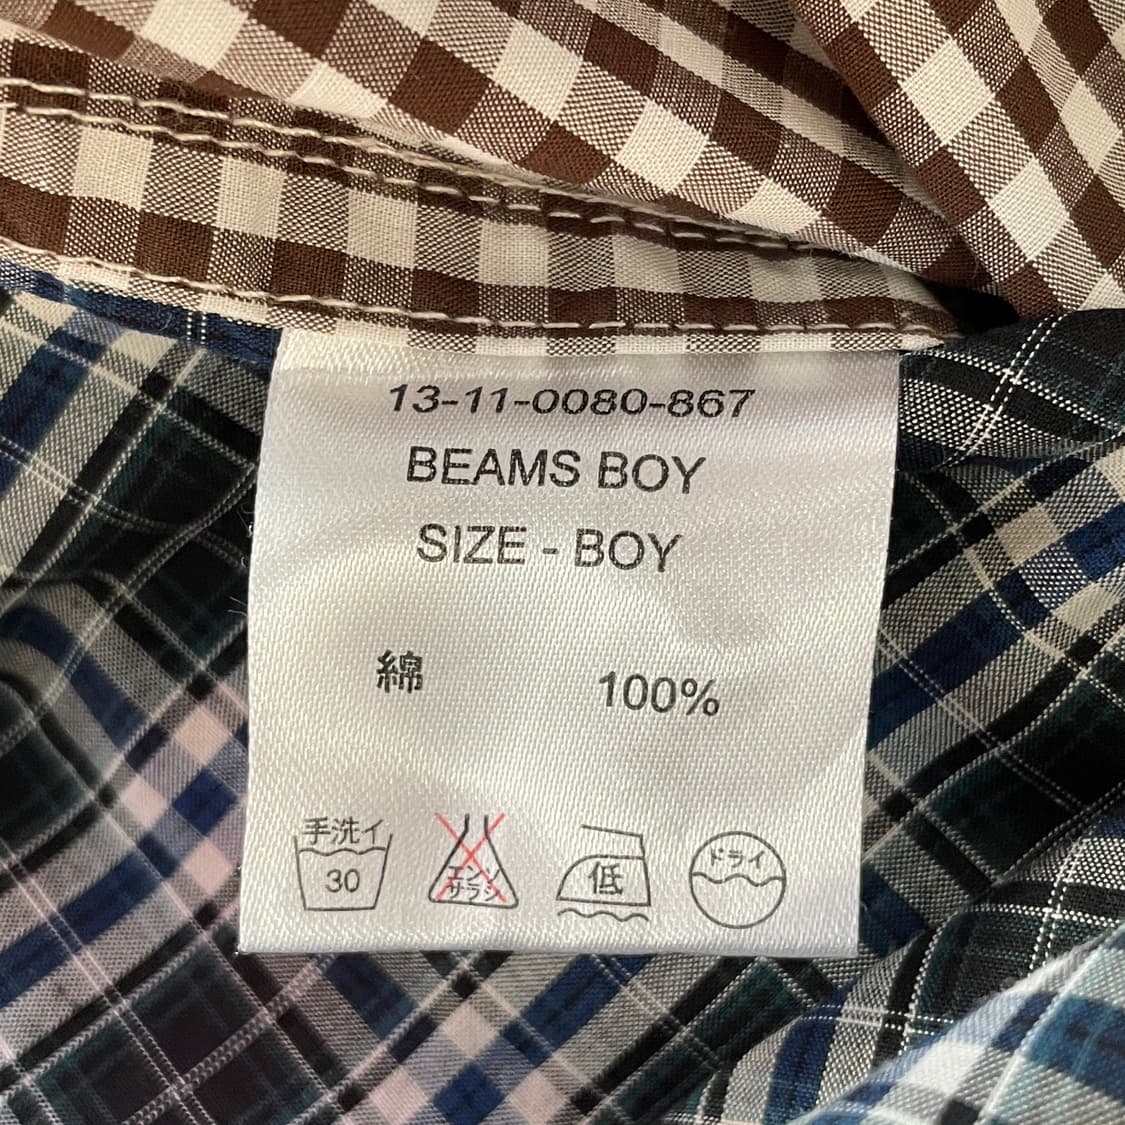 13-11-0080-867
BEAMS BOY
SIZE - BOY
綿 100%
手洗イ
30
エンソ
サラシ
低
ドライ